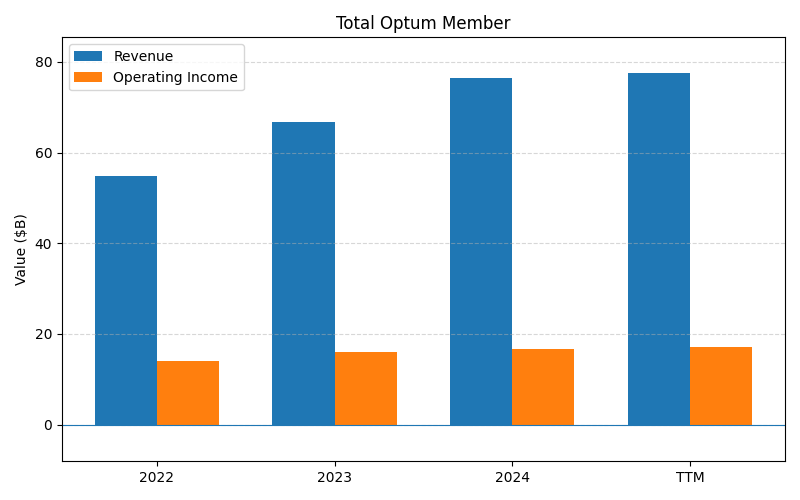 Total Optum Member
Revenue
Operating Income
Value ($B)
80
60
40
20
0
2022
2023
2024
TTM